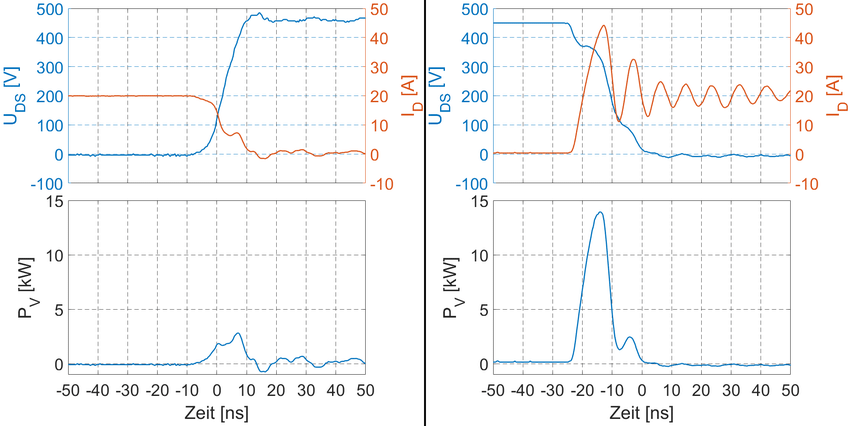 500 50 500 50
400 40 400 40
300 30 300 30
200 20 200 20
100 10 100 10
0 0 0 0
-100 -10 -100 -10
U_DS [V] I_D [A] U_DS [V] I_D [A]
15 15
10 10
5 5
0 0
P_V [kW] P_V [kW]
-50 -40 -30 -20 -10 0 10 20 30 40 50 -50 -40 -30 -20 -10 0 10 20 30 40 50
Zeit [ns] Zeit [ns]